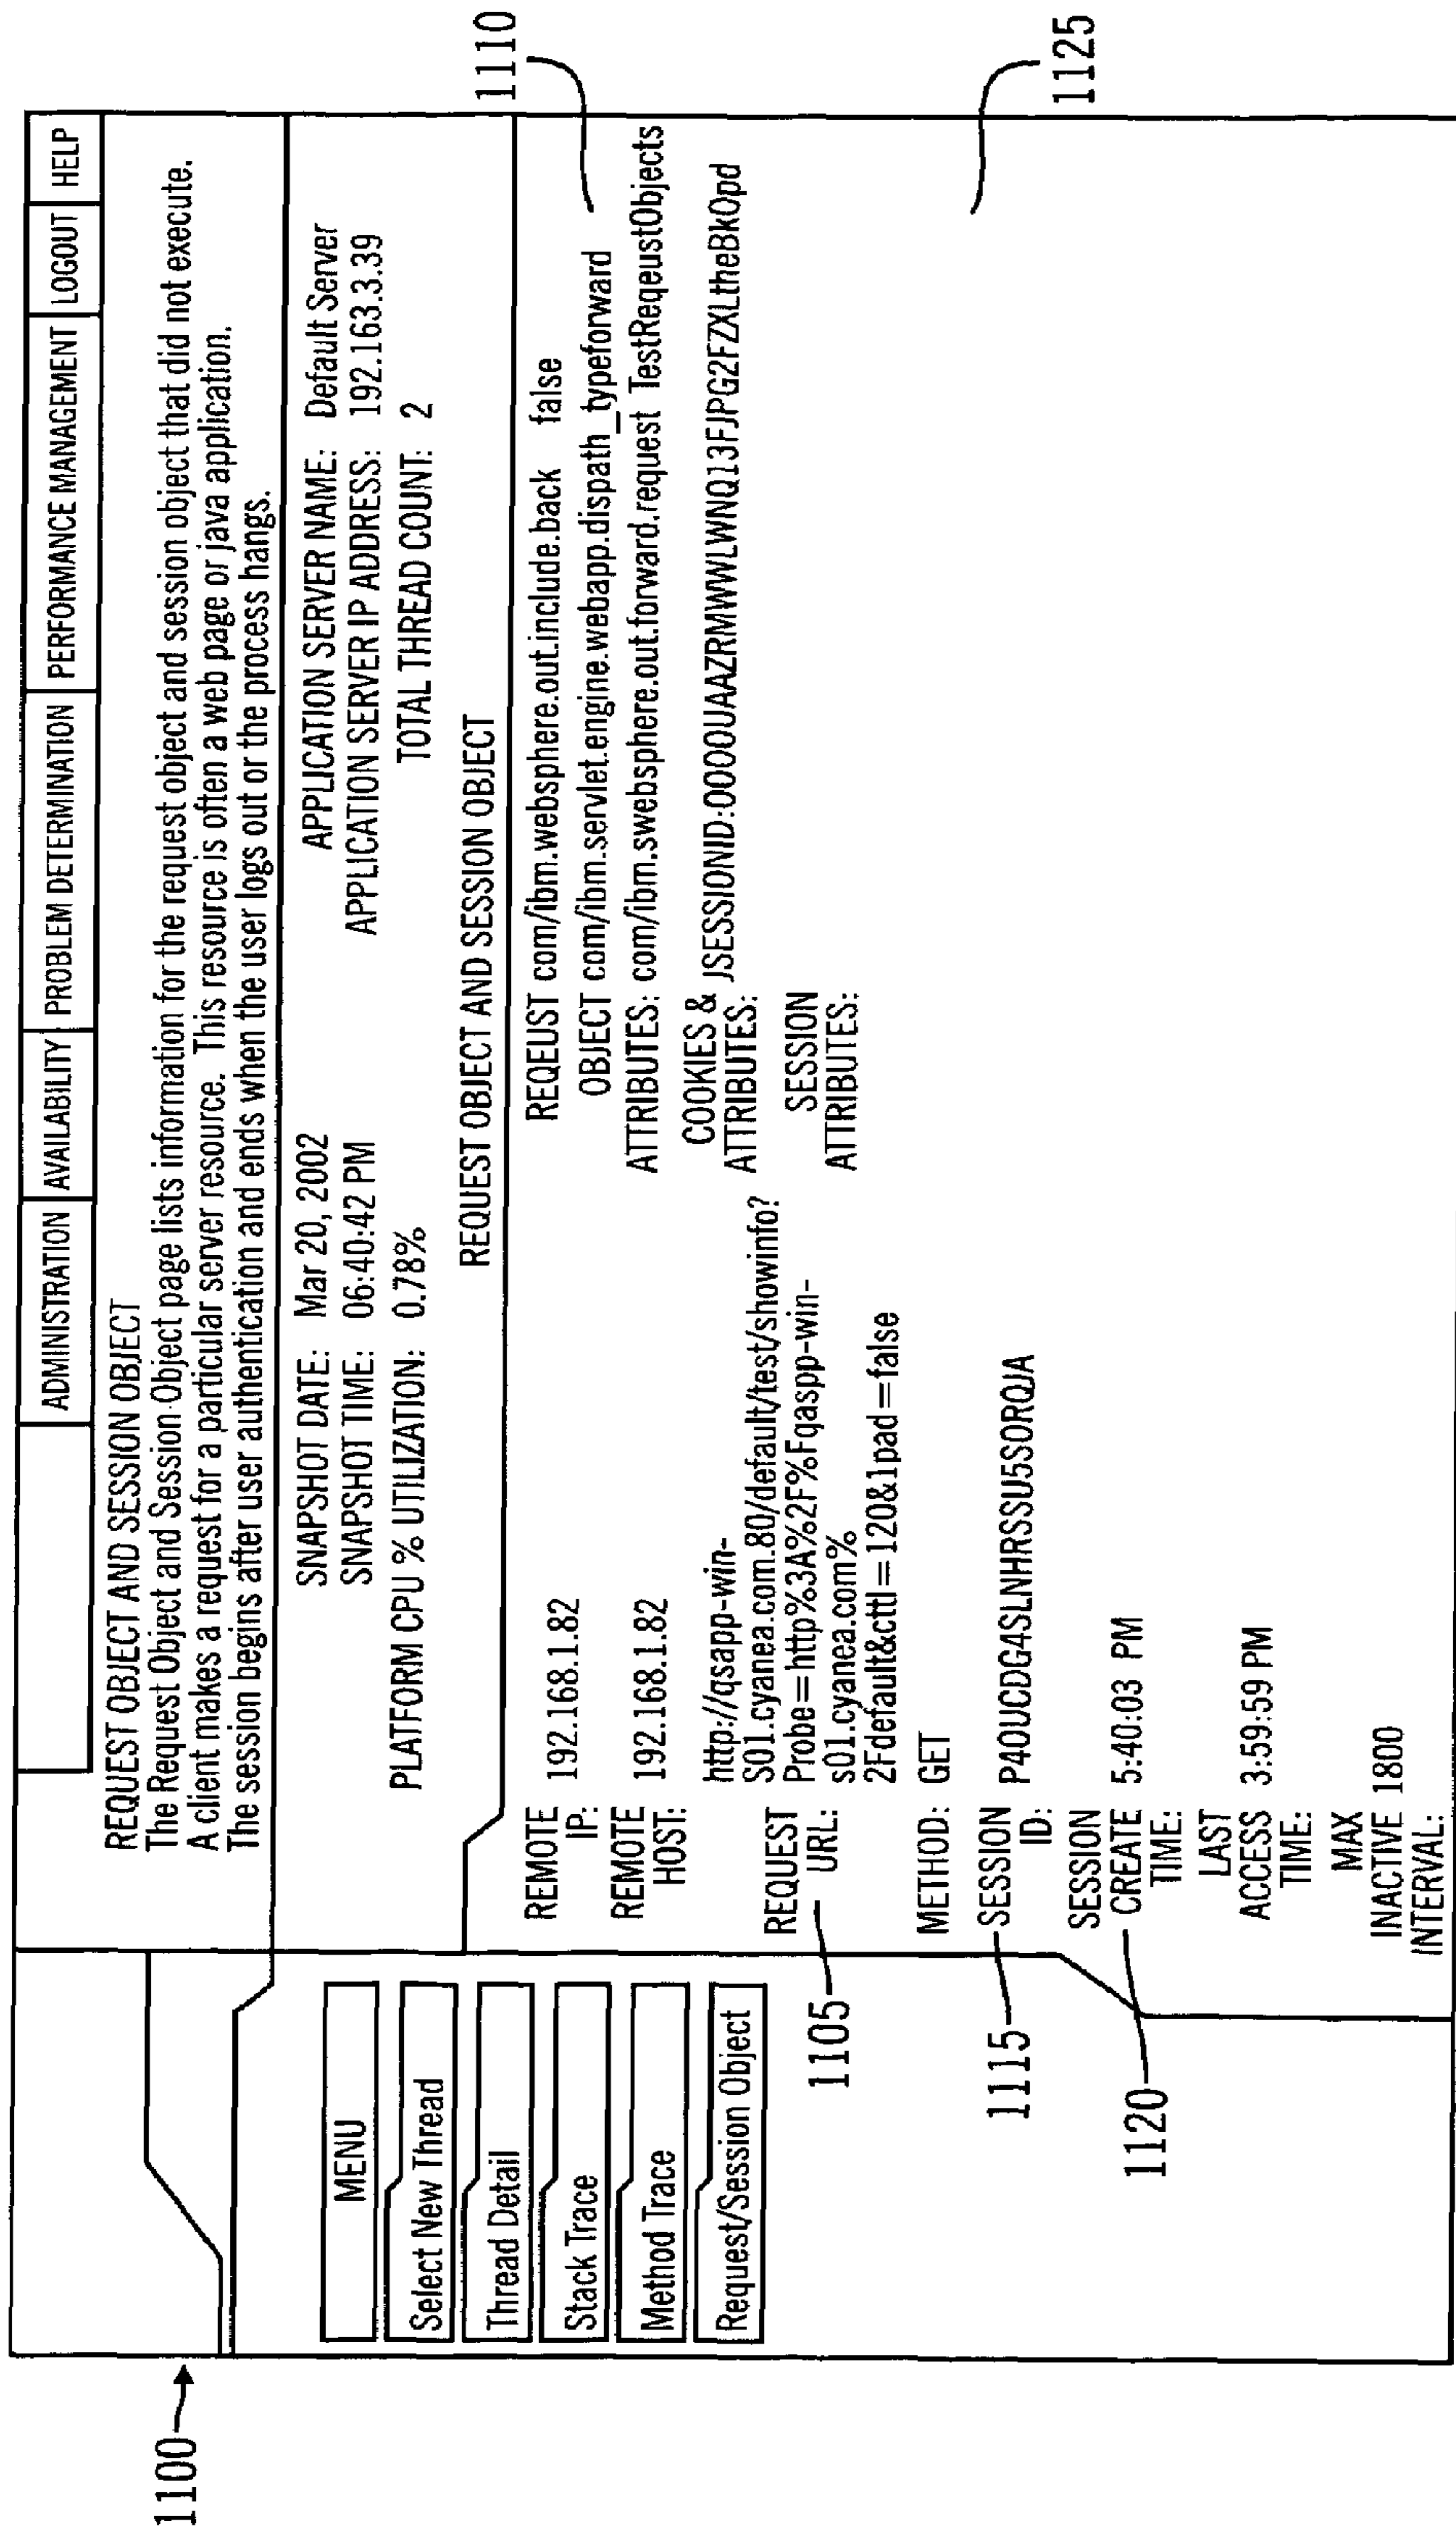 1100
ADMINISTRATION AVAILABILITY PROBLEM DETERMINATION PERFORMANCE MANAGEMENT LOGOUT HELP
REQUEST OBJECT AND SESSION OBJECT
The Request Object and Session Object page lists information for the request object and session object that did not execute.
A client makes a request for a particular server resource. This resource is often a web page or java application.
The session begins after user authentication and ends when the user logs out or the process hangs.
SNAPSHOT DATE: Mar 20, 2002
SNAPSHOT TIME: 06:40:42 PM
PLATFORM CPU % UTILIZATION: 0.78%
APPLICATION SERVER NAME: Default Server
APPLICATION SERVER IP ADDRESS: 192.163.3.39
TOTAL THREAD COUNT: 2
MENU
Select New Thread
Thread Detail
Stack Trace
Method Trace
Request/Session Object
REQUEST OBJECT AND SESSION OBJECT
REMOTE
IP: 192.168.1.82
REMOTE
HOST: 192.168.1.82
REQUEST
URL:
http://qsapp-win-
S01.cyanea.com.80/default/test/showinfo?
Probe=http%3A%2F%Fqaspp-win-
s01.cyanea.com%
2Fdefault&cttl=120&1pad=false
METHOD: GET
SESSION
ID: P4OUCDG4SLNHRSSU5SORQJA
SESSION
CREATE 5:40:03 PM
TIME:
LAST
ACCESS 3:59:59 PM
TIME:
MAX
INACTIVE 1800
INTERVAL:
REQEUST com/ibm.websphere.out.include.back false
OBJECT com/ibm.servlet.engine.webapp.dispath_typeforward
ATTRIBUTES: com/ibm.swebsphere.out.forward.request TestReqeustObjects
COOKIES &
ATTRIBUTES: JSESSIONID:0000UAAZRMWWLWNQ13FJPG2FZXLtheBkOpd
SESSION
ATTRIBUTES:
1105
1110
1115
1120
1125